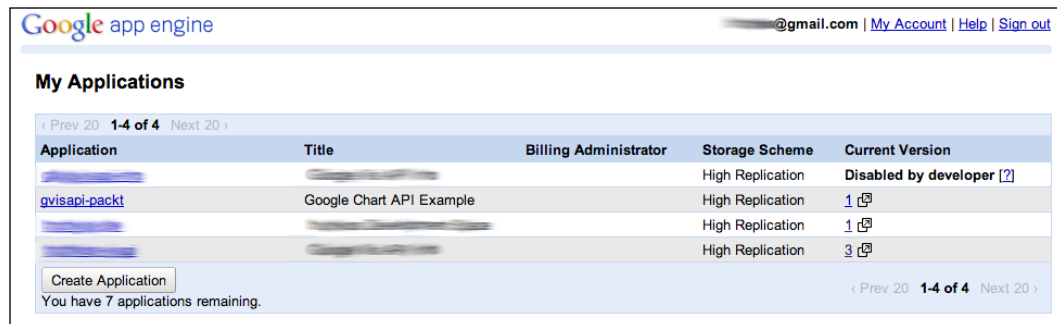 Google app engine
@gmail.com | My Account | Help | Sign out
My Applications
‹ Prev 20 1-4 of 4 Next 20 ›
Application Title Billing Administrator Storage Scheme Current Version
High Replication Disabled by developer [?]
gvisapi-packt Google Chart API Example High Replication 1
High Replication 1
High Replication 3
Create Application
You have 7 applications remaining.
‹ Prev 20 1-4 of 4 Next 20 ›